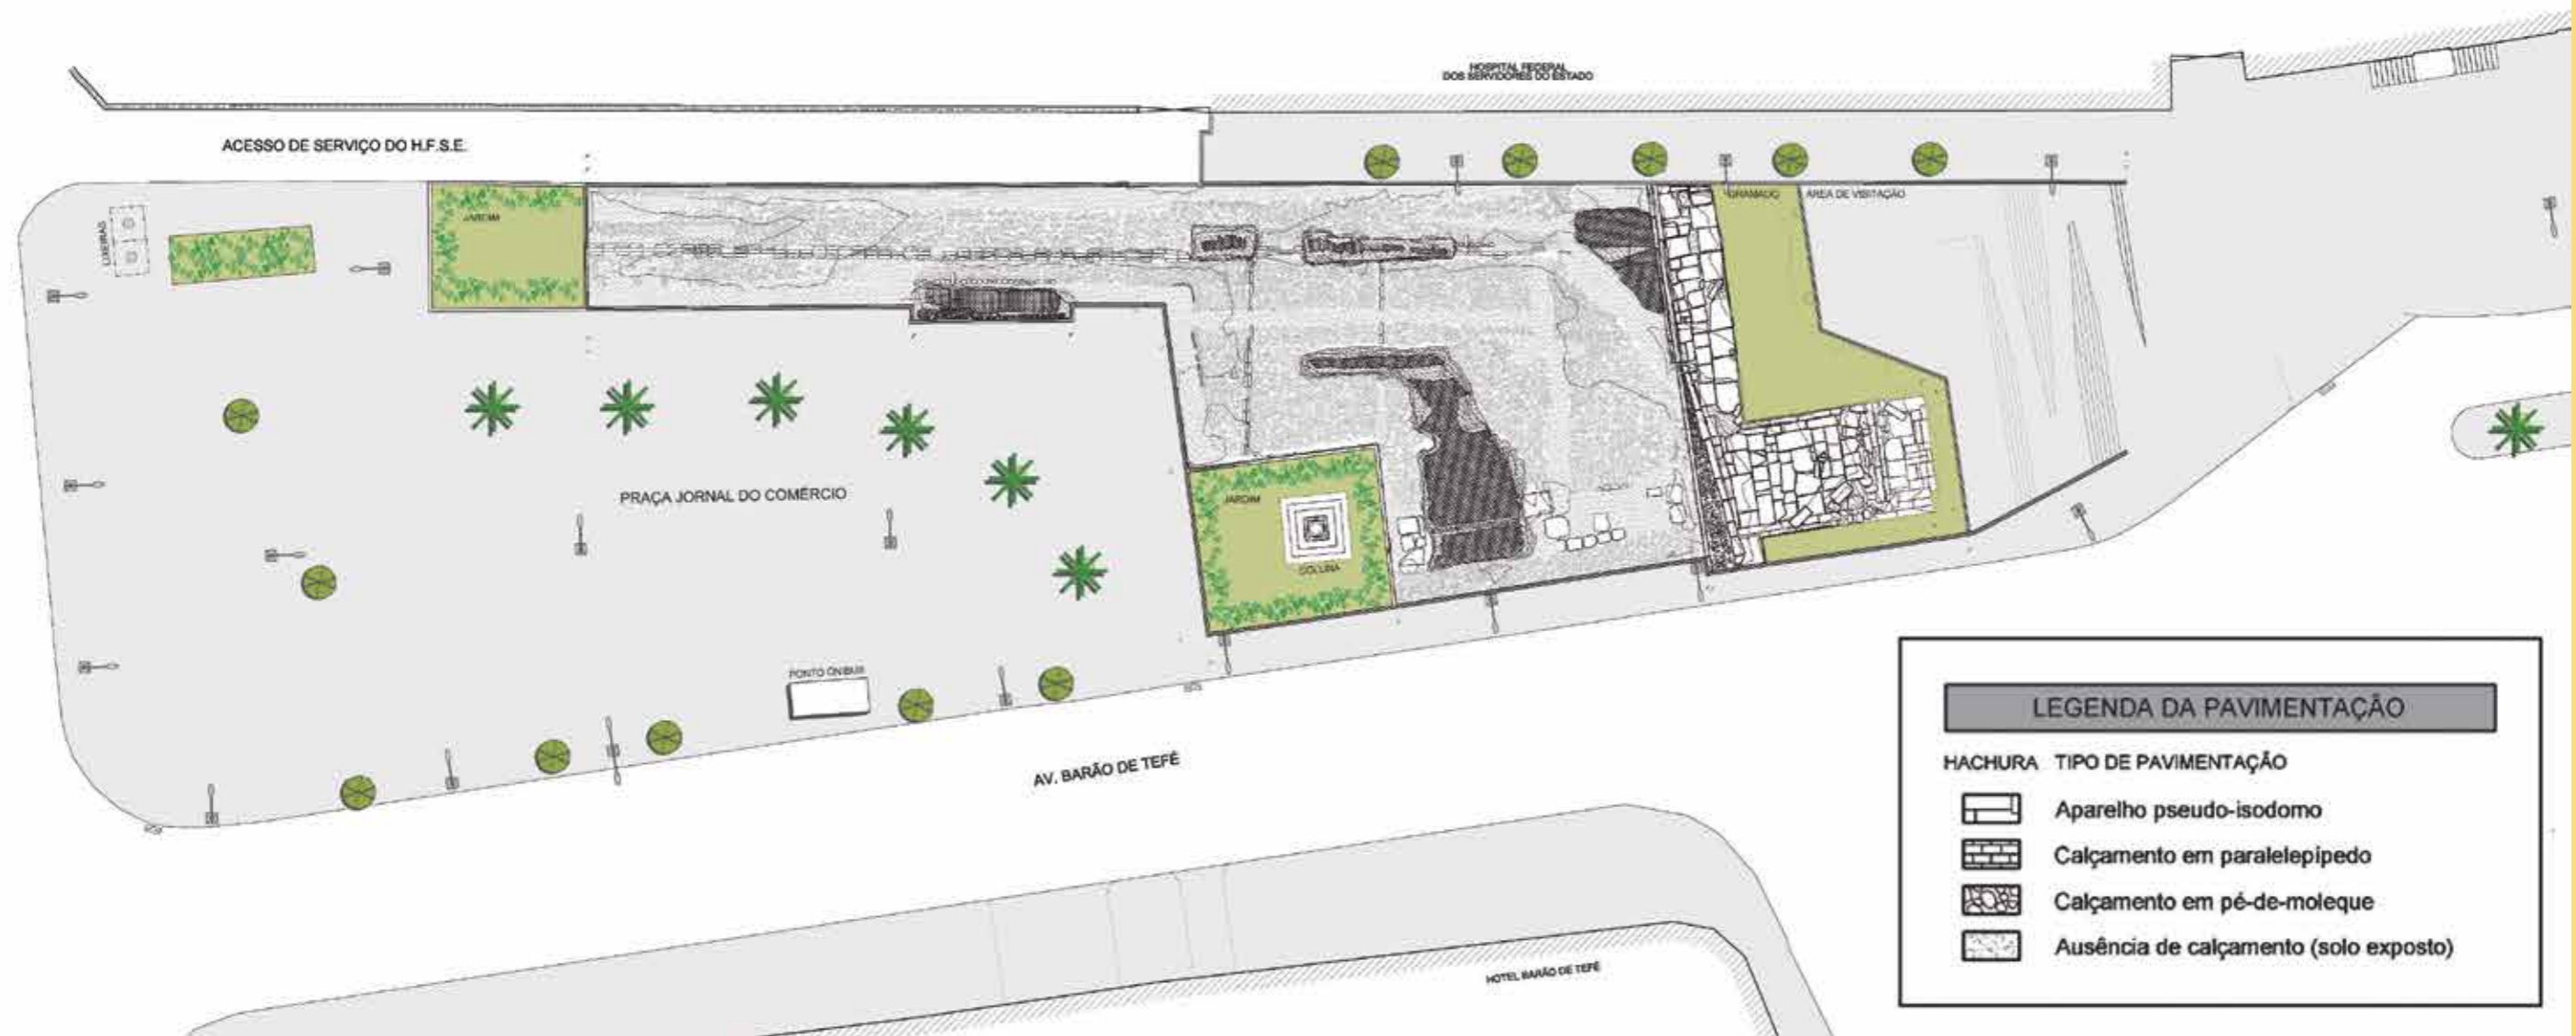 HOSPITAL FEDERAL
DOS SERVIDORES DO ESTADO
ACESSO DE SERVIÇO DO H.F.S.E.
LIXEIRAS
JARDIM
GRAMADO
ÁREA DE VISITAÇÃO
PRAÇA JORNAL DO COMÉRCIO
JARDIM
COLUNA
PONTO ÔNIBUS
AV. BARÃO DE TEFÉ
HOTEL BARÃO DE TEFÉ
LEGENDA DA PAVIMENTAÇÃO
HACHURA TIPO DE PAVIMENTAÇÃO
Aparelho pseudo-isodomo
Calçamento em paralelepípedo
Calçamento em pé-de-moleque
Ausência de calçamento (solo exposto)